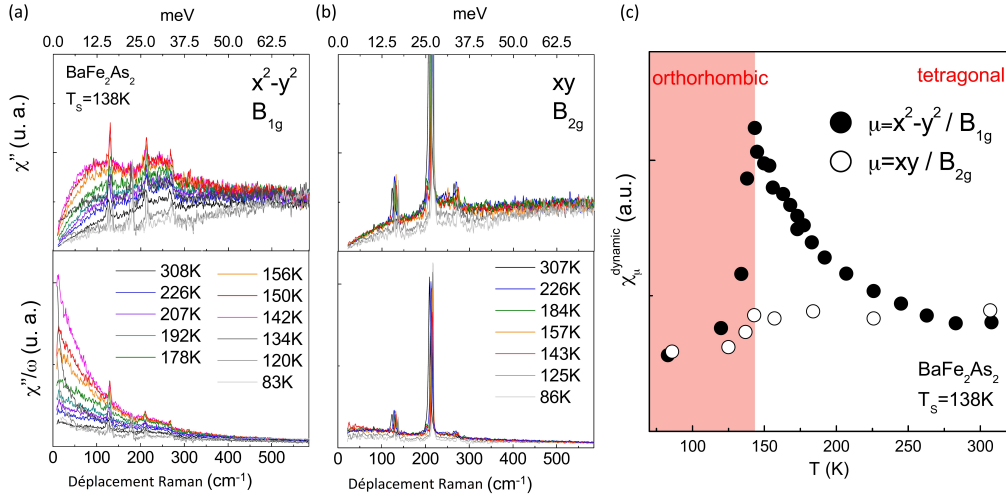 (a)
meV
0.0 12.5 25.0 37.5 50.0 62.5
BaFe2As2
TS=138K
x2-y2
B1g
χ'' (u. a.)
308K
226K
207K
192K
178K
156K
150K
142K
134K
120K
83K
χ''/ω (u. a.)
0 100 200 300 400 500
Déplacement Raman (cm-1)
(b)
meV
0.0 12.5 25.0 37.5 50.0 62.5
xy
B2g
307K
226K
184K
157K
143K
125K
86K
0 100 200 300 400 500
Déplacement Raman (cm-1)
(c)
orthorhombic
tetragonal
μ=x2-y2 / B1g
μ=xy / B2g
χμdynamic (a.u.)
BaFe2As2
TS=138K
100 150 200 250 300
T (K)